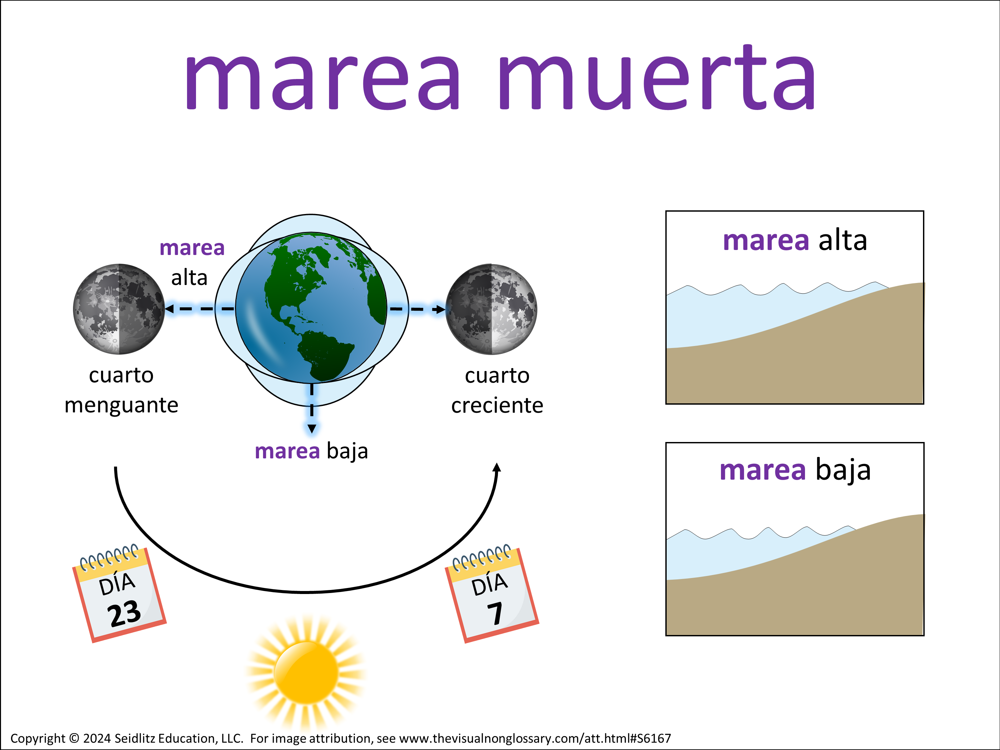 marea muerta
marea
alta
cuarto
menguante
cuarto
creciente
marea baja
DÍA
23
DÍA
7
marea alta
marea baja
Copyright © 2024 Seidlitz Education, LLC.  For image attribution, see www.thevisualnonglossary.com/att.html#S6167